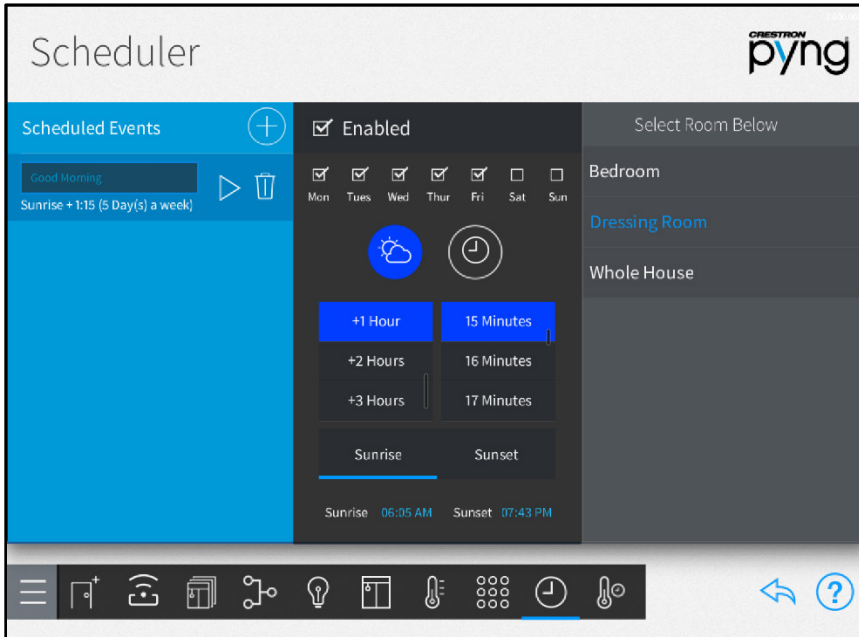 Scheduler
CRESTRON
pyng
Scheduled Events
Good Morning
Sunrise + 1:15 (5 Day(s) a week)
Enabled
Mon Tues Wed Thur Fri Sat Sun
+1 Hour 15 Minutes
+2 Hours 16 Minutes
+3 Hours 17 Minutes
Sunrise Sunset
Sunrise 06:05 AM Sunset 07:43 PM
Select Room Below
Bedroom
Dressing Room
Whole House
?